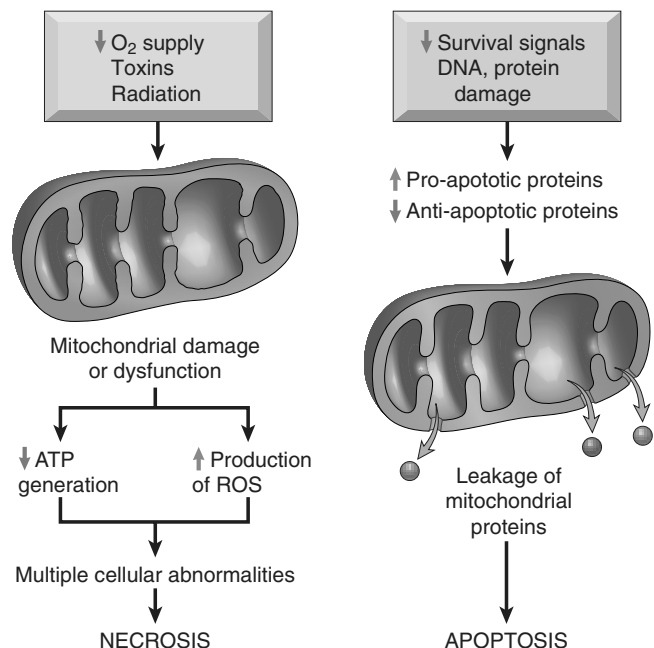 ↓ O₂ supply
Toxins
Radiation
Mitochondrial damage
or dysfunction
↓ ATP
generation
↑ Production
of ROS
Multiple cellular abnormalities
NECROSIS
↓ Survival signals
DNA, protein
damage
↑ Pro-apototic proteins
↓ Anti-apoptotic proteins
Leakage of
mitochondrial
proteins
APOPTOSIS